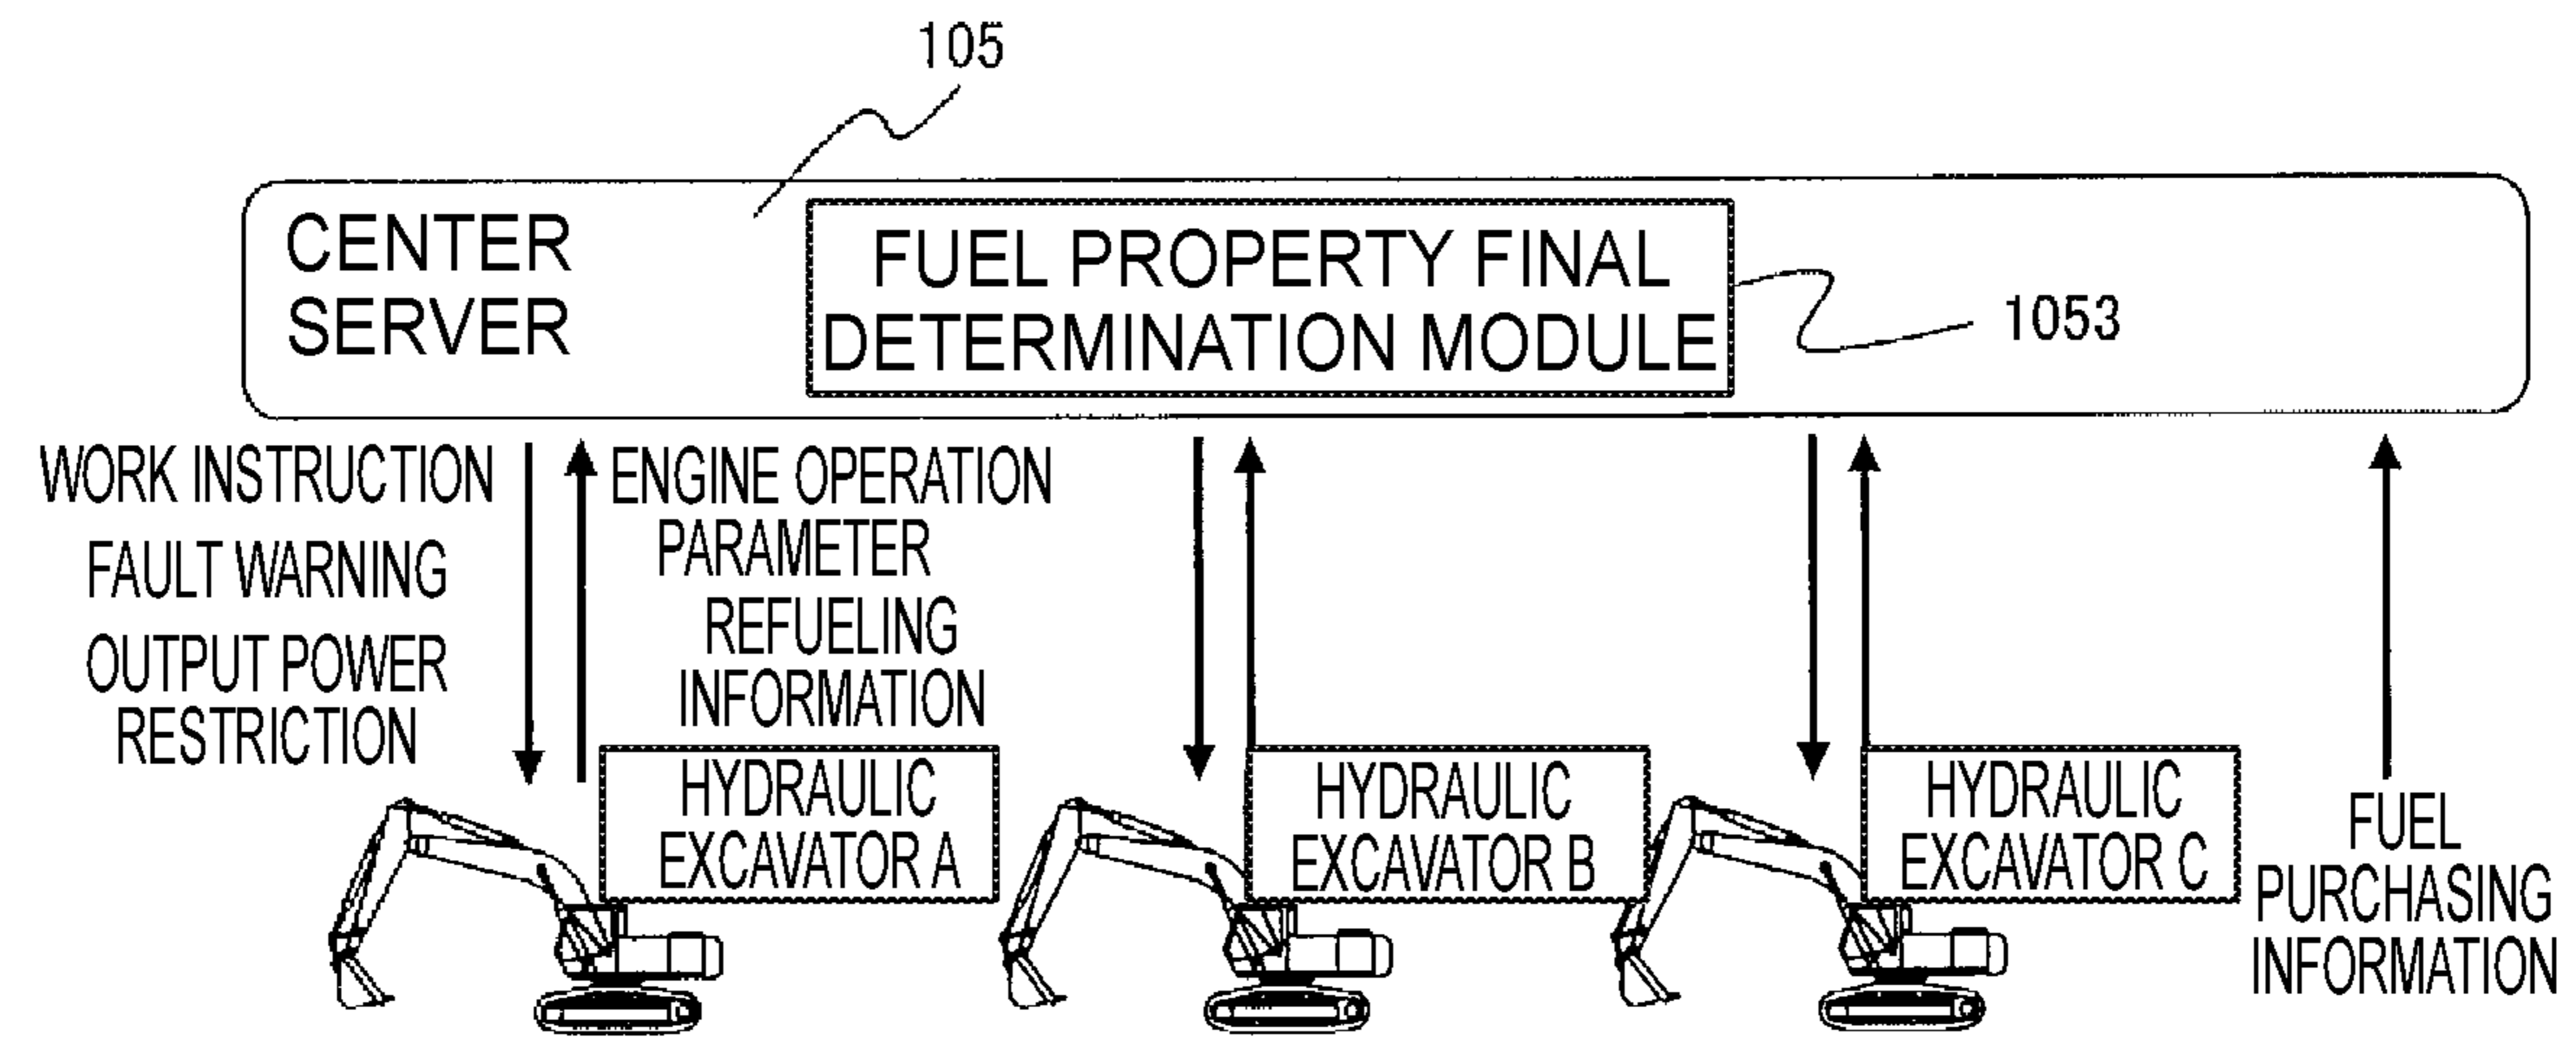 105
CENTER
SERVER
FUEL PROPERTY FINAL
DETERMINATION MODULE
1053
WORK INSTRUCTION
FAULT WARNING
OUTPUT POWER
RESTRICTION
ENGINE OPERATION
PARAMETER
REFUELING
INFORMATION
HYDRAULIC
EXCAVATOR A
HYDRAULIC
EXCAVATOR B
HYDRAULIC
EXCAVATOR C
FUEL
PURCHASING
INFORMATION